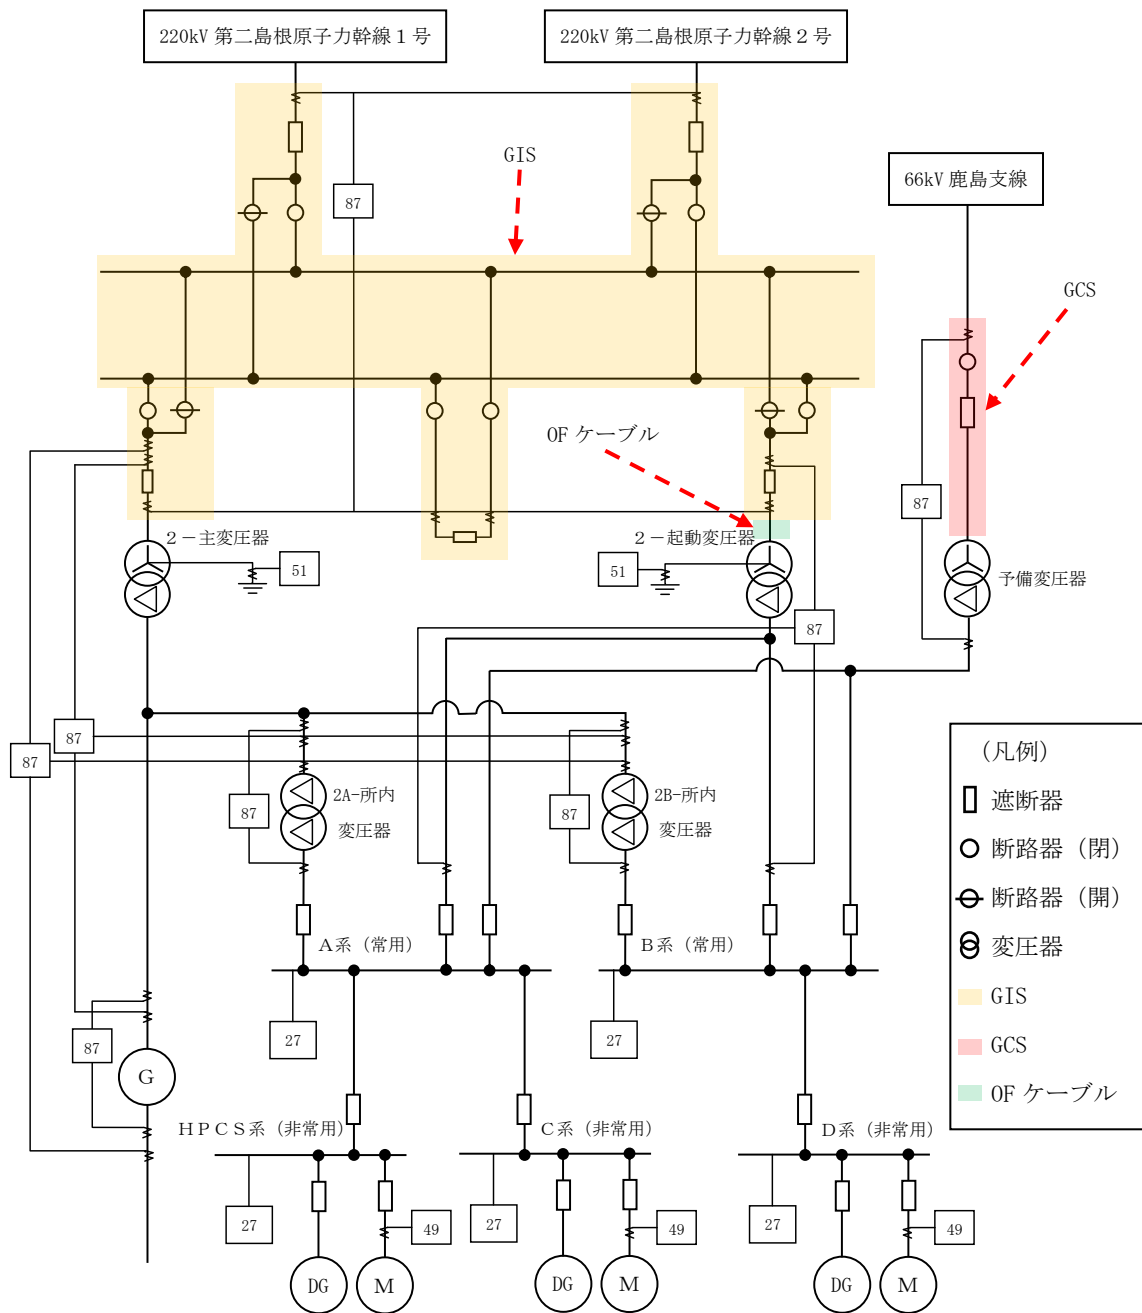 220kV 第二島根原子力幹線１号
220kV 第二島根原子力幹線２号
GIS
66kV 鹿島支線
87
GCS
OF ケーブル
87
２－主変圧器
２－起動変圧器
51
51
予備変圧器
87
87
87
2A-所内
変圧器
87
2B-所内
変圧器
87
（凡例）
遮断器
断路器（閉）
断路器（開）
変圧器
GIS
GCS
OF ケーブル
Ａ系（常用）
Ｂ系（常用）
27
27
87
G
ＨＰＣＳ系（非常用）
Ｃ系（非常用）
Ｄ系（非常用）
27
49
27
49
27
49
DG
M
DG
M
DG
M